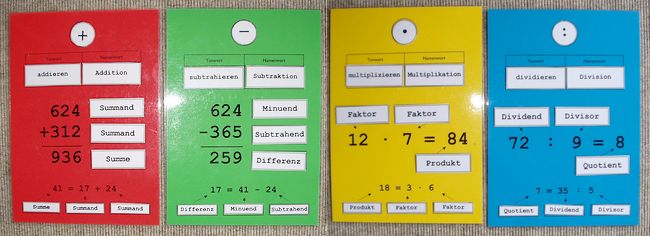 +
Tunwort Namenwort
addieren Addition
624 Summand
+312 Summand
936 Summe
41 = 17 + 24
Summe Summand Summand
−
Tunwort Namenwort
subtrahieren Subtraktion
624 Minuend
-365 Subtrahend
259 Differenz
17 = 41 - 24
Differenz Minuend Subtrahend
·
Tunwort Namenwort
multiplizieren Multiplikation
Faktor Faktor
12 · 7 = 84
Produkt
18 = 3 · 6
Produkt Faktor Faktor
:
Tunwort Namenwort
dividieren Division
Dividend Divisor
72 : 9 = 8
Quotient
7 = 35 : 5
Quotient Dividend Divisor